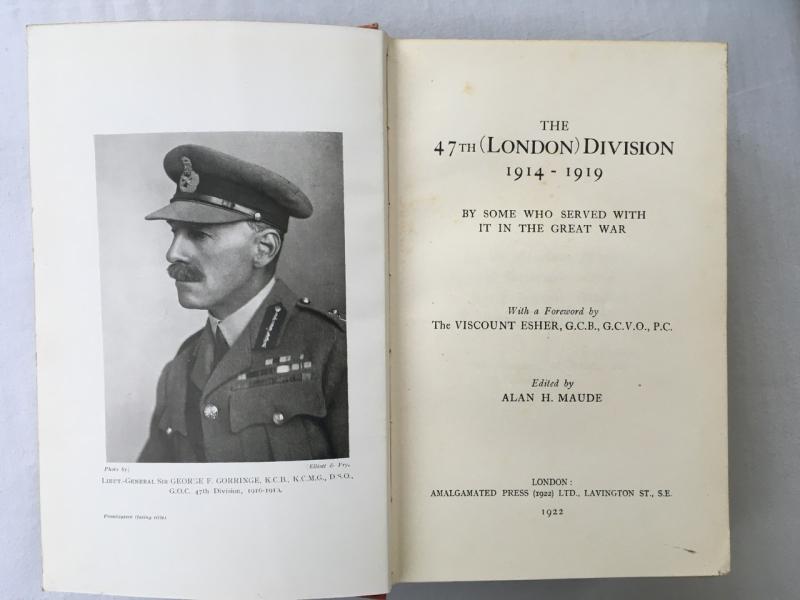 Photo by]
[Elliott & Fry.
LIEUT.-GENERAL SIR GEORGE F. GORRINGE, K.C.B., K.C.M.G., D.S.O.,
G.O.C. 47th Division, 1916-1919.
Frontispiece (facing title).
THE
47TH (LONDON) DIVISION
1914 - 1919
BY SOME WHO SERVED WITH
IT IN THE GREAT WAR
With a Foreword by
The VISCOUNT ESHER, G.C.B., G.C.V.O., P.C.
Edited by
ALAN H. MAUDE
LONDON:
AMALGAMATED PRESS (1922) LTD., LAVINGTON ST., S.E.
1922